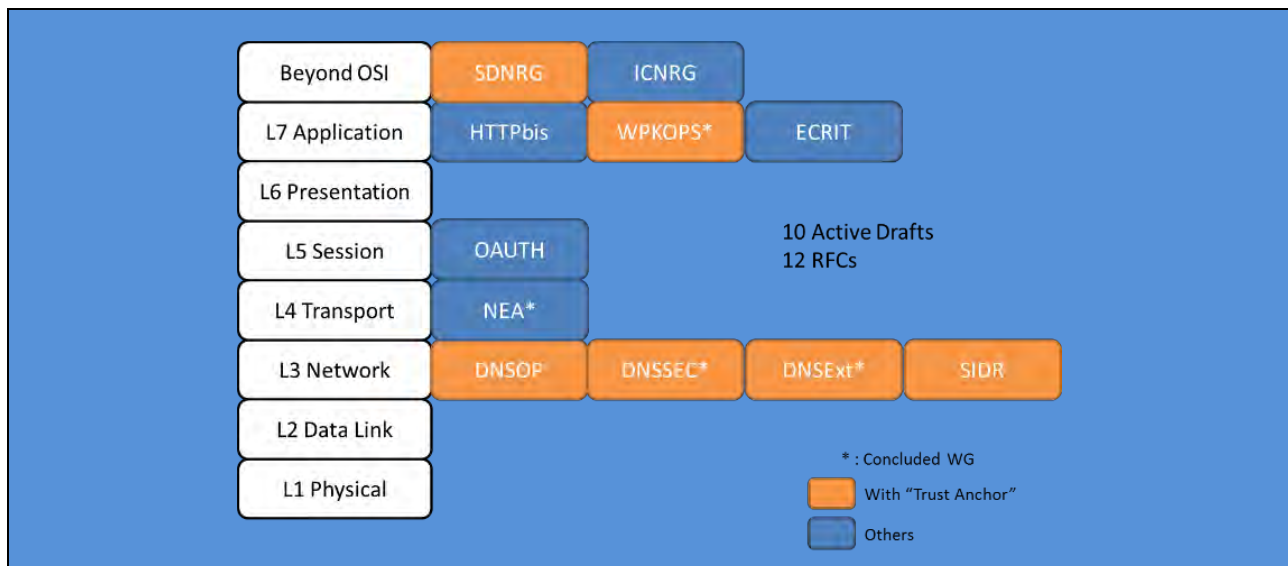 Beyond OSI SDNRG ICNRG
L7 Application HTTPbis WPKOPS* ECRIT
L6 Presentation
L5 Session OAUTH
10 Active Drafts
12 RFCs
L4 Transport NEA*
L3 Network DNSOP DNSSEC* DNSExt* SIDR
L2 Data Link
L1 Physical
* : Concluded WG
With “Trust Anchor”
Others